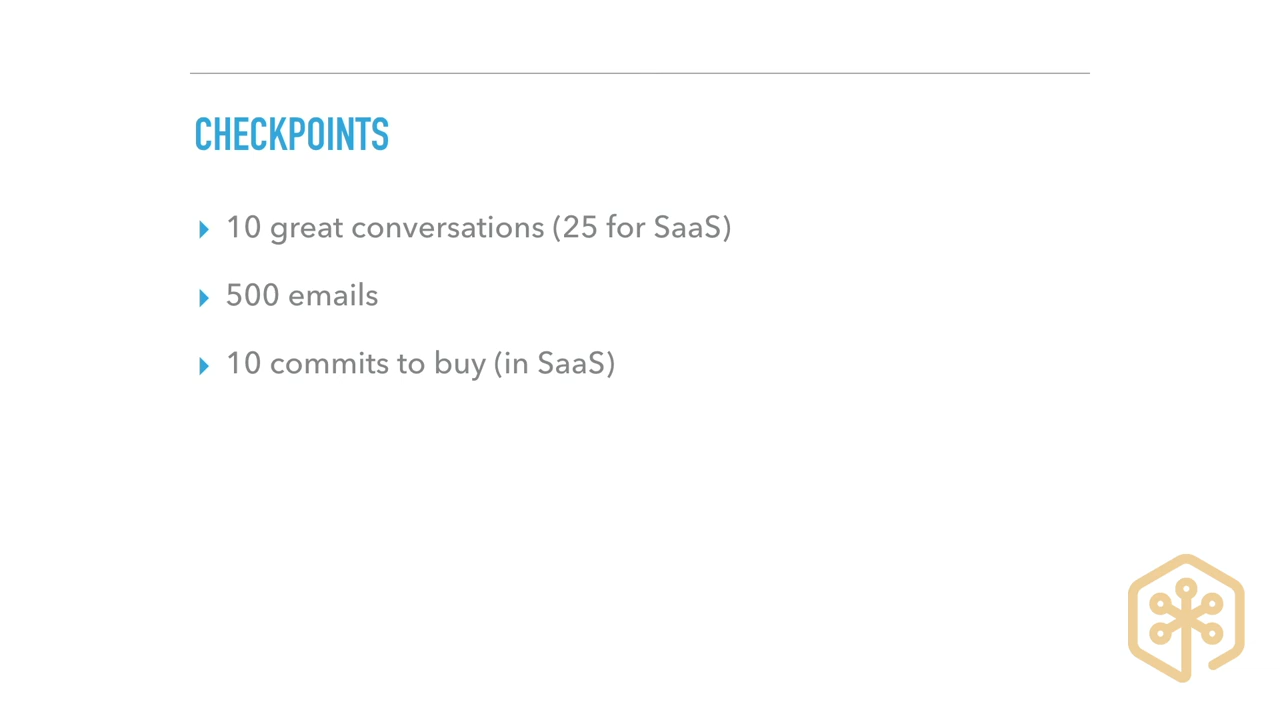 CHECKPOINTS
10 great conversations (25 for SaaS)
500 emails
10 commits to buy (in SaaS)